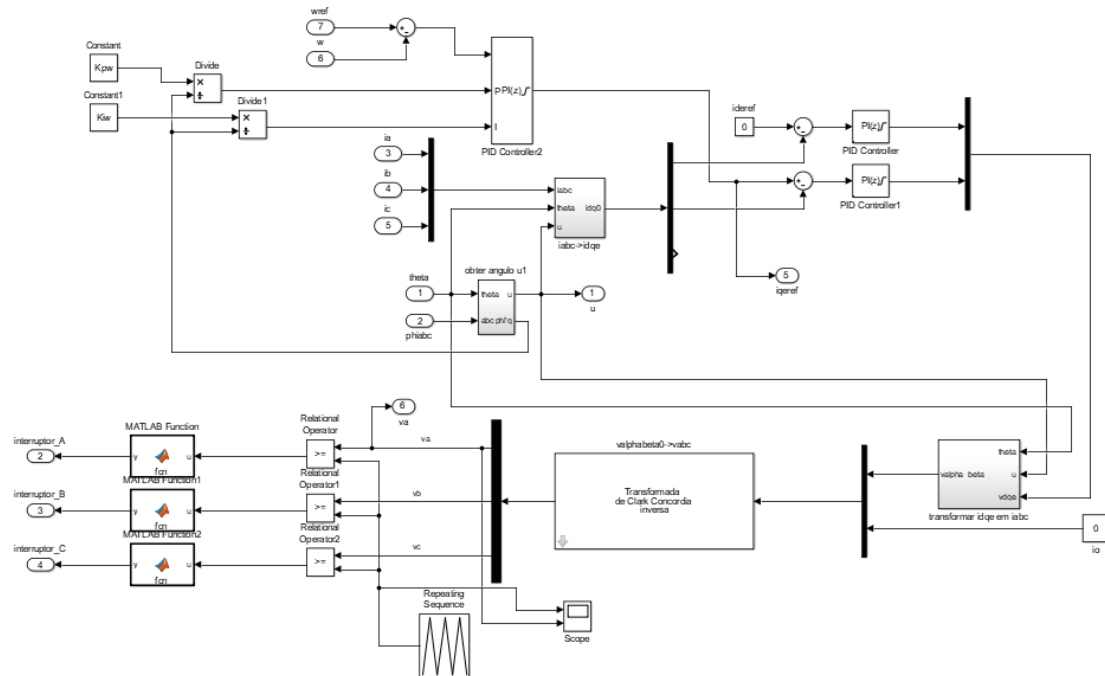 wref
7
w
6
Constant
Kpw
Divide
×
÷
Constant1
Kiw
Divide1
×
÷
P PI(z)
I
PID Controller2
ia
3
ib
4
ic
5
iabc
theta idq0
u
iabc->idqe
ideref
0
PI(z)
PID Controller
PI(z)
PID Controller1
5
iqeref
theta
1
2
phiabc
obter angulo u1
theta u
abc phi'q
1
u
6
va
va
vb
vc
Relational
Operator
>=
Relational
Operator1
>=
Relational
Operator2
>=
MATLAB Function
y u
fcn
MATLAB Function1
y u
fcn
MATLAB Function2
y u
fcn
interruptor_A
2
interruptor_B
3
interruptor_C
4
Repeating
Sequence
Scope
valphabeta0->vabc
Transformada
de Clark Concordia
inversa
theta
valpha beta u
vdqe
transformar idqe em iabc
0
io